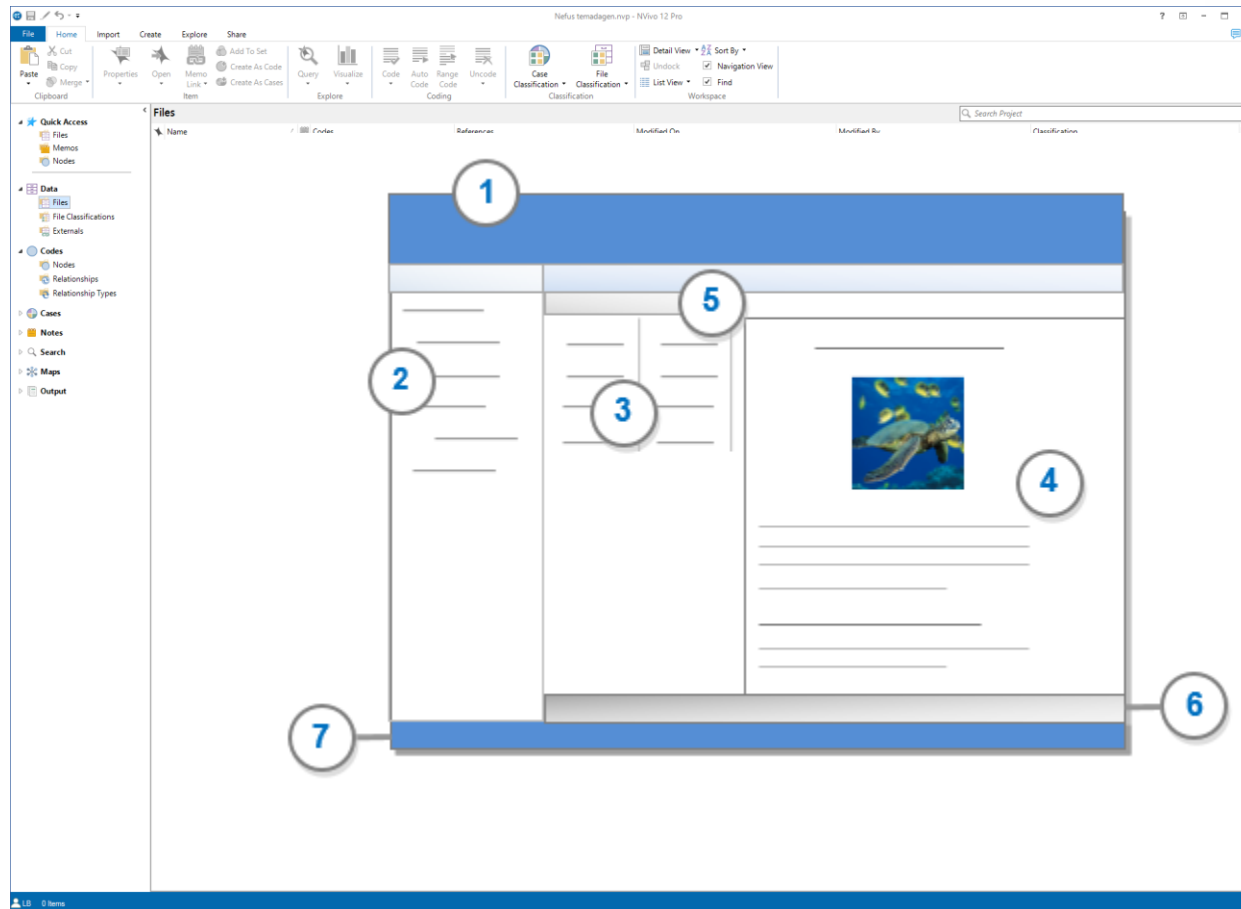 Nefus temadagen.nvp - NVivo 12 Pro
File Home Import Create Explore Share
Paste Cut Copy Merge
Clipboard
Properties Open Memo Link Add To Set Create As Code Create As Cases
Item
Query Visualize
Explore
Code Auto Code Range Code Uncode
Coding
Case Classification File Classification
Classification
Detail View Sort By
Undock Navigation View
List View Find
Workspace
Quick Access
Files
Memos
Nodes
Data
Files
File Classifications
Externals
Codes
Nodes
Relationships
Relationship Types
Cases
Notes
Search
Maps
Output
Files
Search Project
Name Codes References Modified On Modified By Classification
1
5
2
3
4
6
7
LB 0 Items